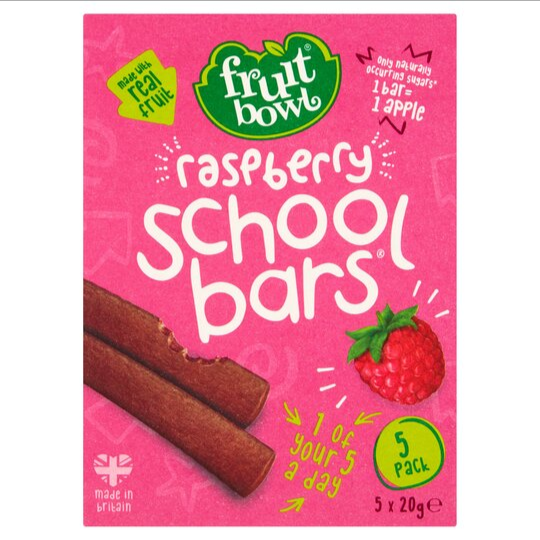 made with
real
fruit
fruit®
bowl
only naturally
occurring sugars*
1 bar=
1 apple
raspberry
school
bars®
1 of
your 5
a day
5
pack
made in
britain
5 x 20g℮